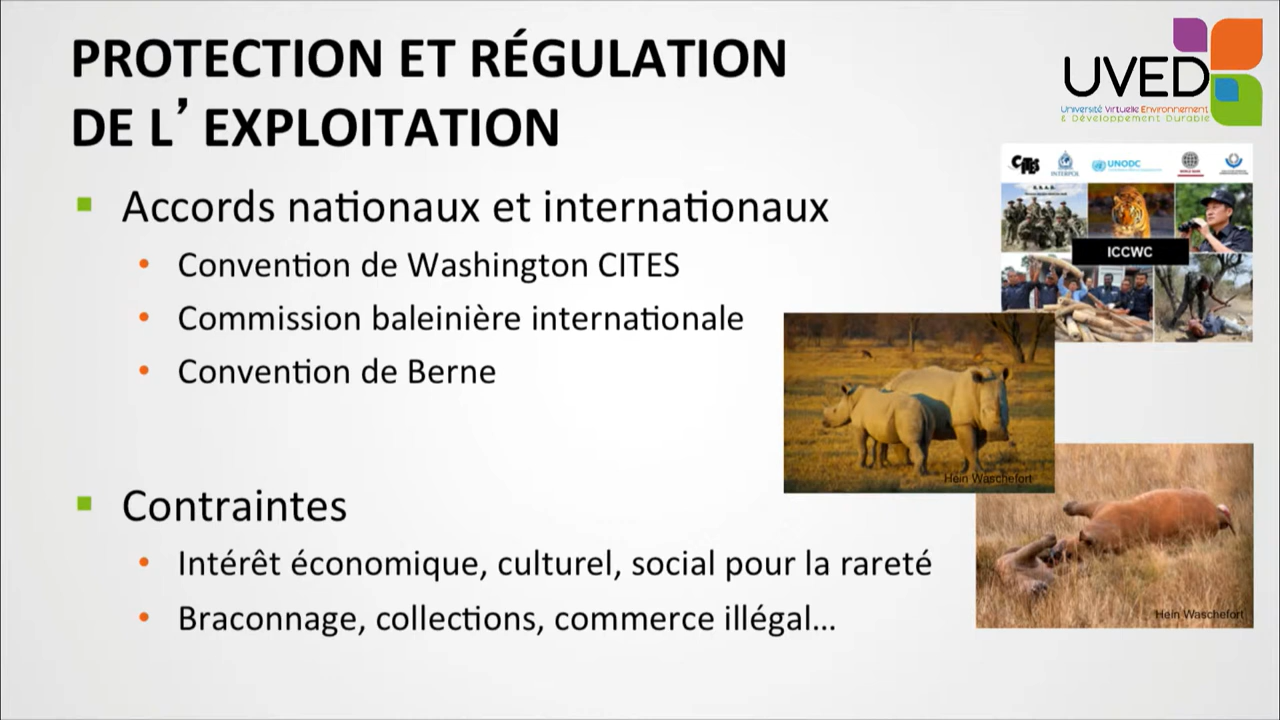 PROTECTION ET RÉGULATION
DE L’ EXPLOITATION
UVED
Université Virtuelle Environnement
& Développement Durable
Accords nationaux et internationaux
Convention de Washington CITES
Commission baleinière internationale
Convention de Berne
CITES
INTERPOL
UNODC
ICCWC
Hein Waschefort
Contraintes
Intérêt économique, culturel, social pour la rareté
Braconnage, collections, commerce illégal...
Hein Waschefort